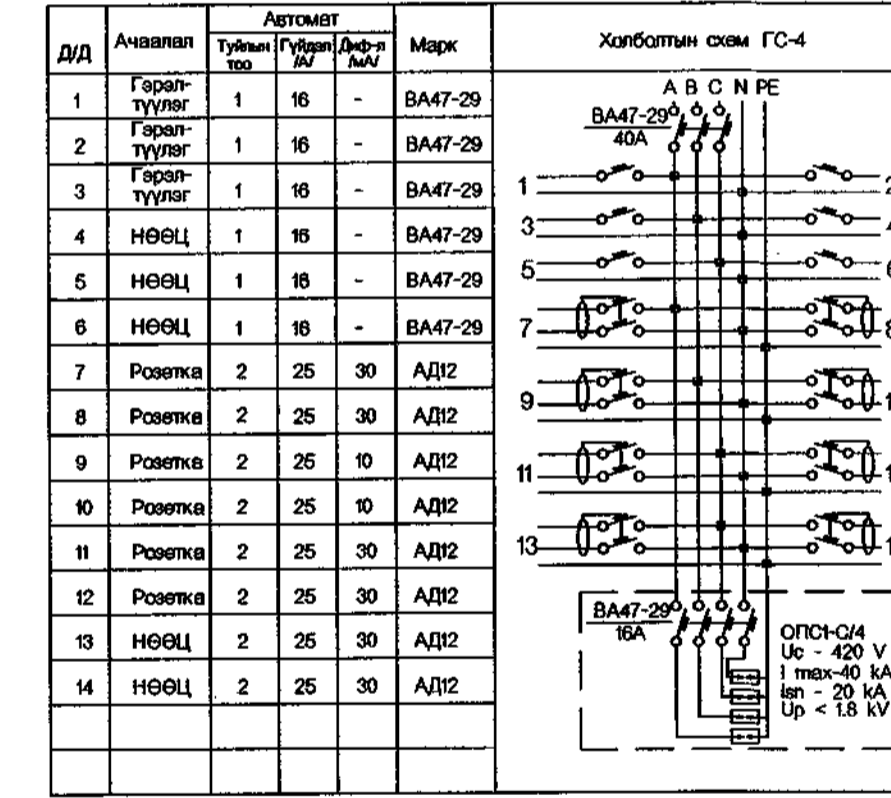 Д/Д Ачаалал Автомат Марк Холболтын схем ГС-4
Туйлын тоо Гүйдэл /А/ Диф-л /мА/
1 Гэрэл-түүлэг 1 16 - ВА47-29
2 Гэрэл-түүлэг 1 16 - ВА47-29
3 Гэрэл-түүлэг 1 16 - ВА47-29
4 НӨӨЦ 1 16 - ВА47-29
5 НӨӨЦ 1 16 - ВА47-29
6 НӨӨЦ 1 16 - ВА47-29
7 Розетка 2 25 30 АД12
8 Розетка 2 25 30 АД12
9 Розетка 2 25 10 АД12
10 Розетка 2 25 10 АД12
11 Розетка 2 25 30 АД12
12 Розетка 2 25 30 АД12
13 НӨӨЦ 2 25 30 АД12
14 НӨӨЦ 2 25 30 АД12
A B C N PE
ВА47-29
40A
1
3
5
7
9
11
13
ВА47-29
16A
ОПС1-С/4
Uc - 420 V
I max-40 kA
Isn - 20 kA
Up < 1.8 kV